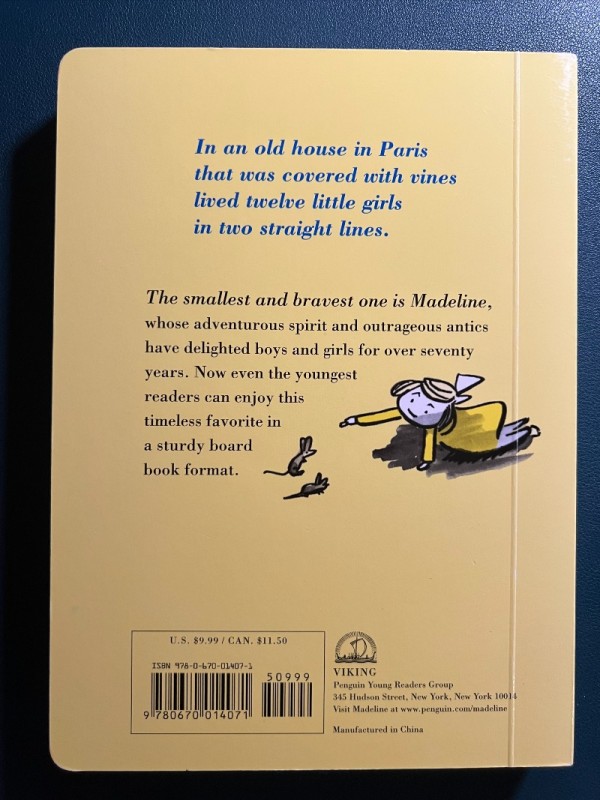 In an old house in Paris
that was covered with vines
lived twelve little girls
in two straight lines.
The smallest and bravest one is Madeline,
whose adventurous spirit and outrageous antics
have delighted boys and girls for over seventy
years. Now even the youngest
readers can enjoy this
timeless favorite in
a sturdy board
book format.
U.S. $9.99 / CAN. $11.50
ISBN 978-0-670-01407-1
50999
9 780670 014071
VIKING
Penguin Young Readers Group
345 Hudson Street, New York, New York 10014
Visit Madeline at www.penguin.com/madeline
Manufactured in China